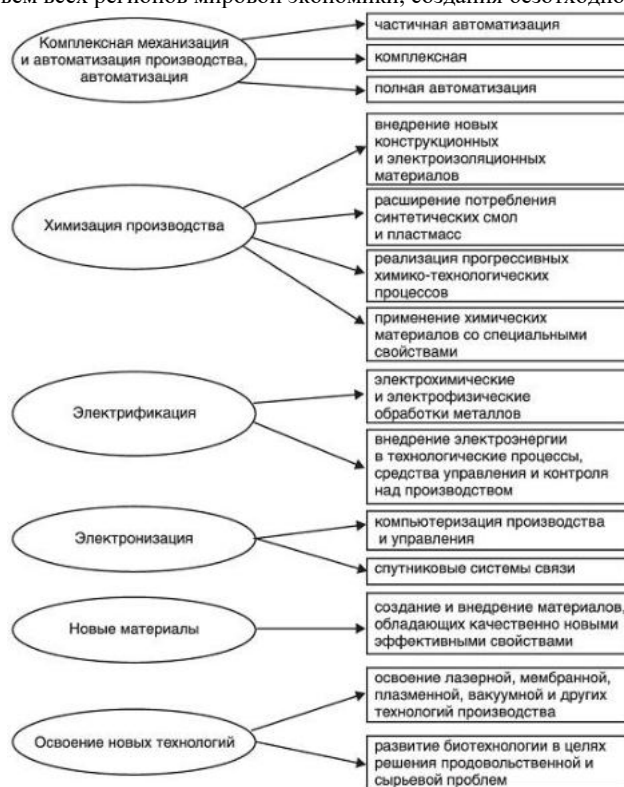 всех регионов мировой экономики, создания
Комплексная механизация
и автоматизация производства,
автоматизация
частичная автоматизация
комплексная
полная автоматизация
Химизация производства
внедрение новых
конструкционных
и электроизоляционных
материалов
расширение потребления
синтетических смол
и пластмасс
реализация прогрессивных
химико-технологических
процессов
применение химических
материалов со специальными
свойствами
Электрификация
электрохимические
и электрофизические
обработки металлов
внедрение электроэнергии
в технологические процессы,
средства управления и контроля
над производством
Электронизация
компьютеризация производства
и управления
спутниковые системы связи
Новые материалы
создание и внедрение материалов,
обладающих качественно новыми
эффективными свойствами
Освоение новых технологий
освоение лазерной, мембранной,
плазменной, вакуумной и других
технологий производства
развитие биотехнологии в целях
решения продовольственной и
сырьевой проблем